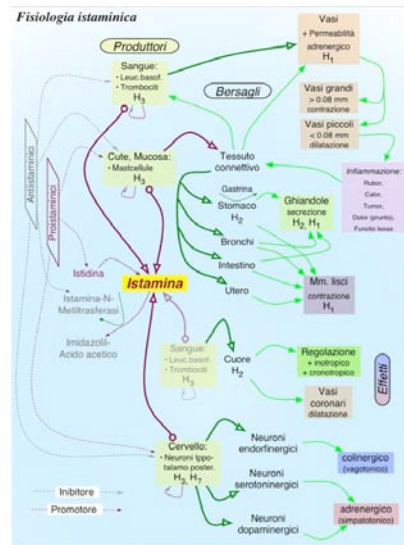 Fisiologia istaminica
Produttori
Bersagli
Effetti
Sangue:
• Leuc.basof.
• Trombociti
H3
Vasi
+ Permeabilità
adrenergico
H1
Vasi grandi
> 0.08 mm
contrazione
Vasi piccoli
< 0.08 mm
dilatazione
Antistaminici
Proistaminici
Cute, Mucosa:
• Mastcellule
H3
Tessuto
connettivo
Infiammazione:
Rubor,
Calor,
Tumor,
Dolor (prurito),
Functio lesae
Gastrina
Stomaco
H2
Ghiandole
secrezione
H2, H1
Bronchi
Intestino
Utero
Mm. lisci
contrazione
H1
Istidina
Istamina
Istamina-N-
Metiltrasferasi
Imidazolil-
Acido acetico
Sangue:
• Leuc.basof.
• Trombociti
H3
Cuore
H2
Regolazione
+ inotropico
+ cronotropico
Vasi
coronari
dilatazione
Cervello:
• Neuroni Ippo-
talamo poster.
H3, H?
Neuroni
endorfinergici
Neuroni
serotoninergici
Neuroni
dopaminergici
colinergico
(vagotonico)
adrenergico
(simpatotonico)
Inibitore
Promotore